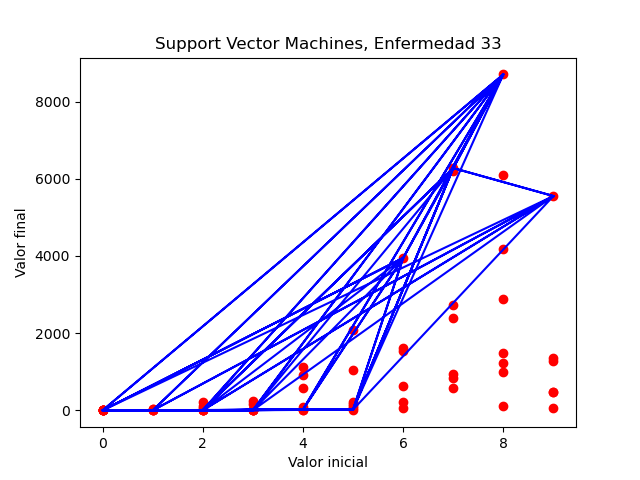 Support Vector Machines, Enfermedad 33
Valor final
8000
6000
4000
2000
0
0 2 4 6 8
Valor inicial